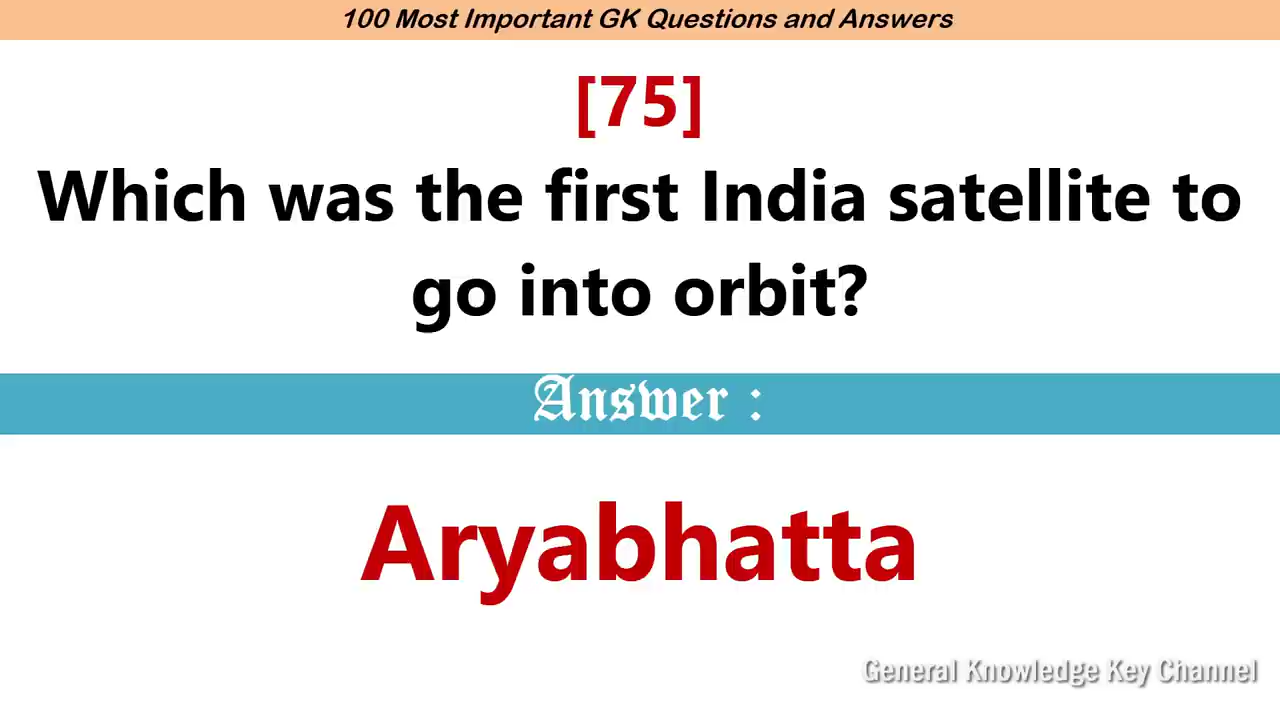 100 Most Important GK Questions and Answers
[75]
Which was the first India satellite to
go into orbit?
Answer :
Aryabhatta
General Knowledge Key Channel